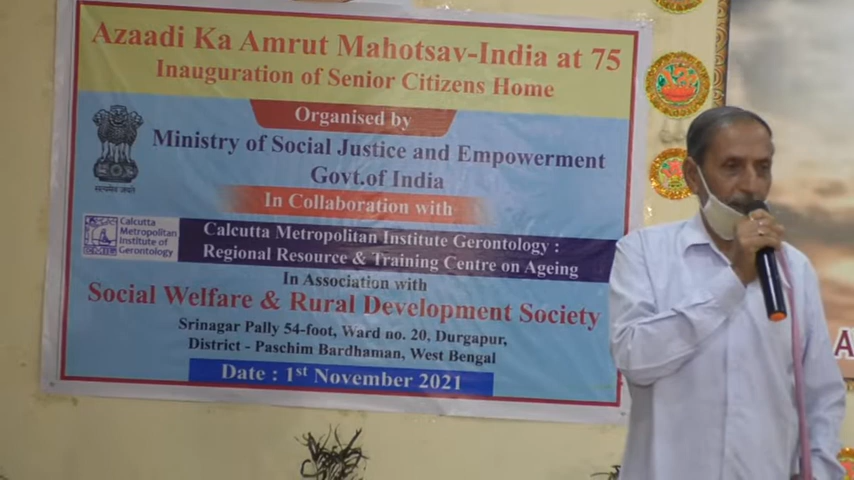 Azaadi Ka Amrut Mahotsav-India at 75
Inauguration of Senior Citizens Home
Organised by
Ministry of Social Justice and Empowerment
Govt.of India
सत्यमेव जयते
In Collaboration with
Calcutta
Metropolitan
Institute of
Gerontology
Calcutta Metropolitan Institute Gerontology :
Regional Resource & Training Centre on Ageing
In Association with
Social Welfare & Rural Development Society
Srinagar Pally 54-foot, Ward no. 20, Durgapur,
District - Paschim Bardhaman, West Bengal
Date : 1st November 2021
A